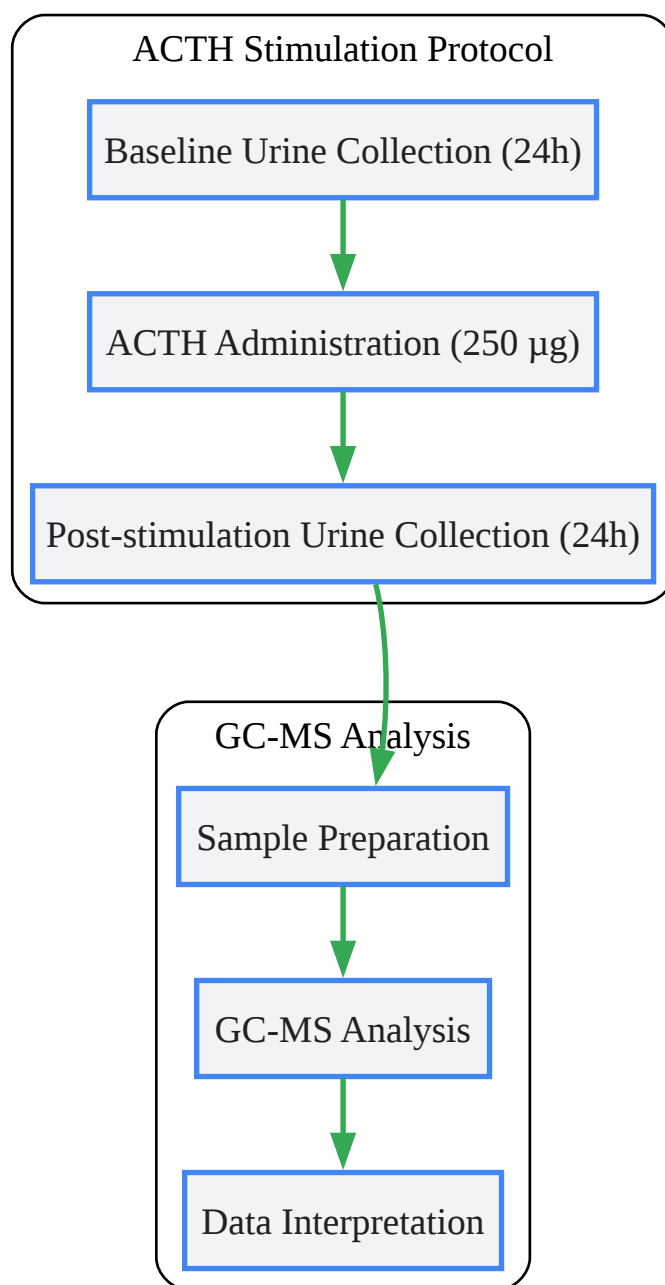 ACTH Stimulation Protocol
Baseline Urine Collection (24h)
ACTH Administration (250 µg)
Post-stimulation Urine Collection (24h)
GC-MS Analysis
Sample Preparation
GC-MS Analysis
Data Interpretation